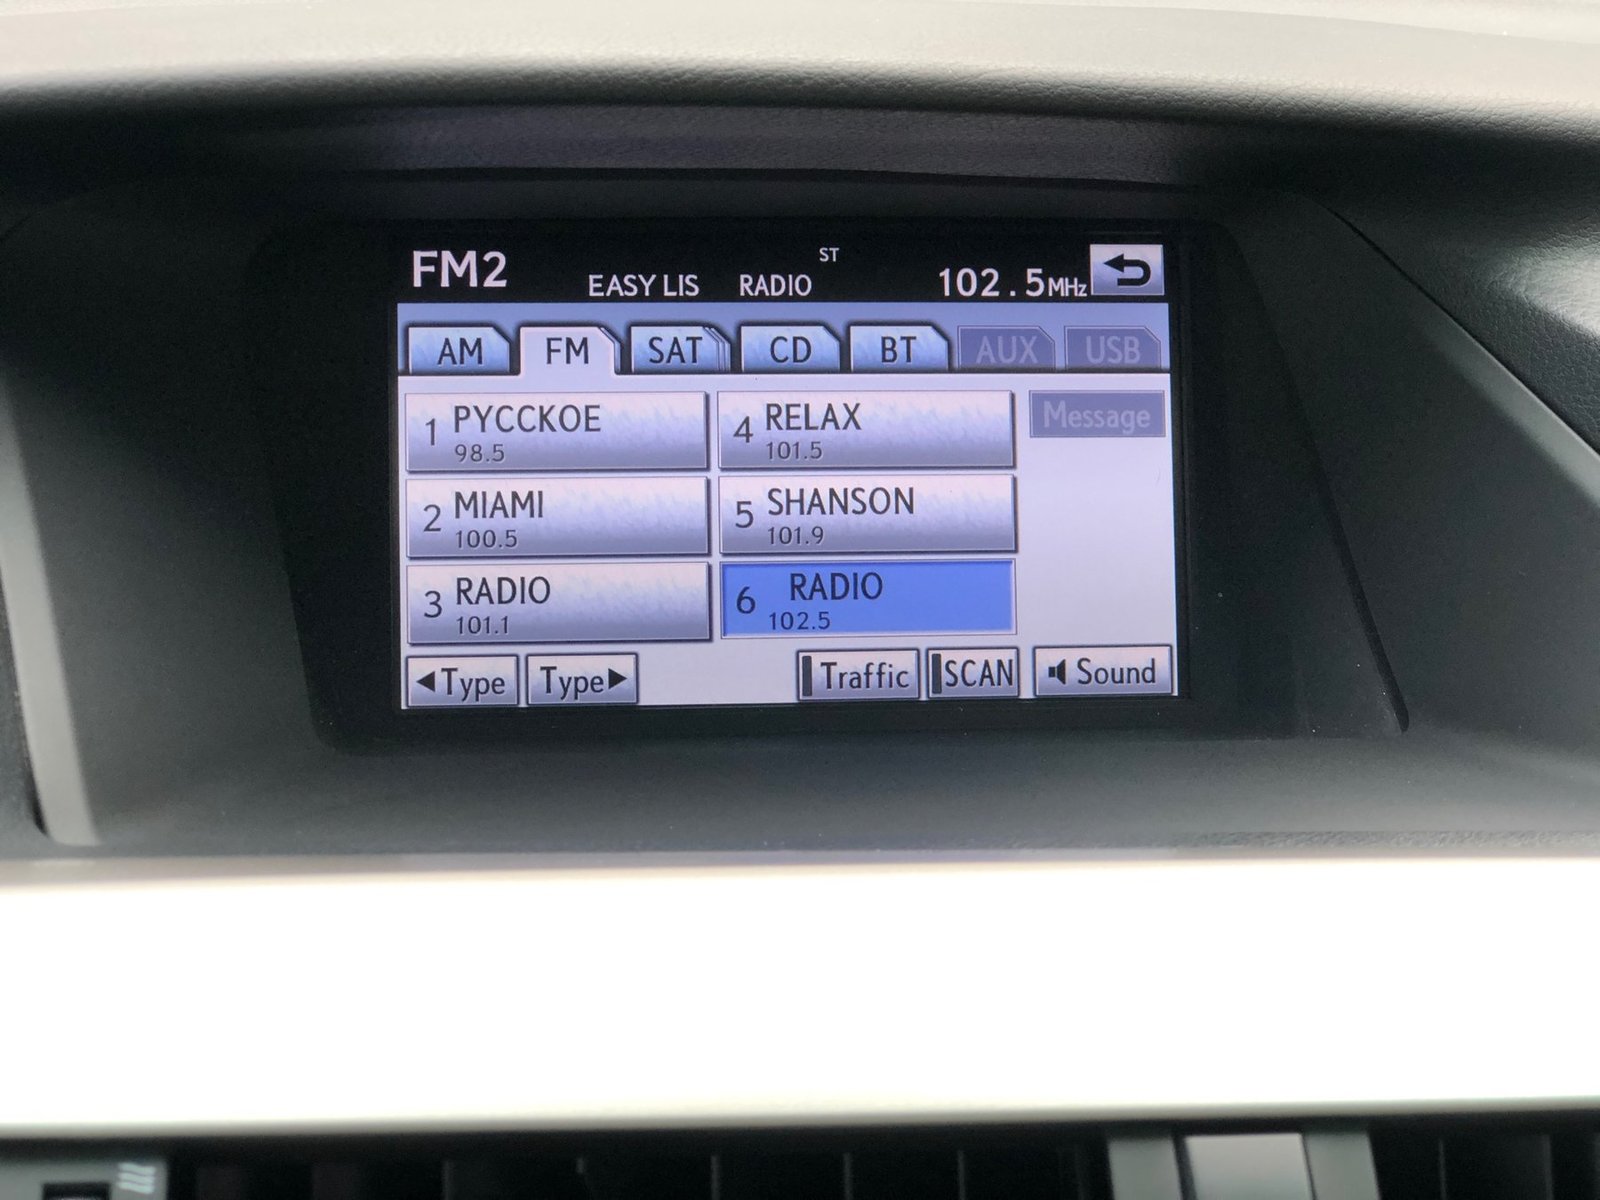 FM2 EASY LIS RADIO ST 102.5MHz
AM FM SAT CD BT AUX USB
1 PYCCKOE
98.5
4 RELAX
101.5
Message
2 MIAMI
100.5
5 SHANSON
101.9
3 RADIO
101.1
6 RADIO
102.5
Type Type Traffic SCAN Sound